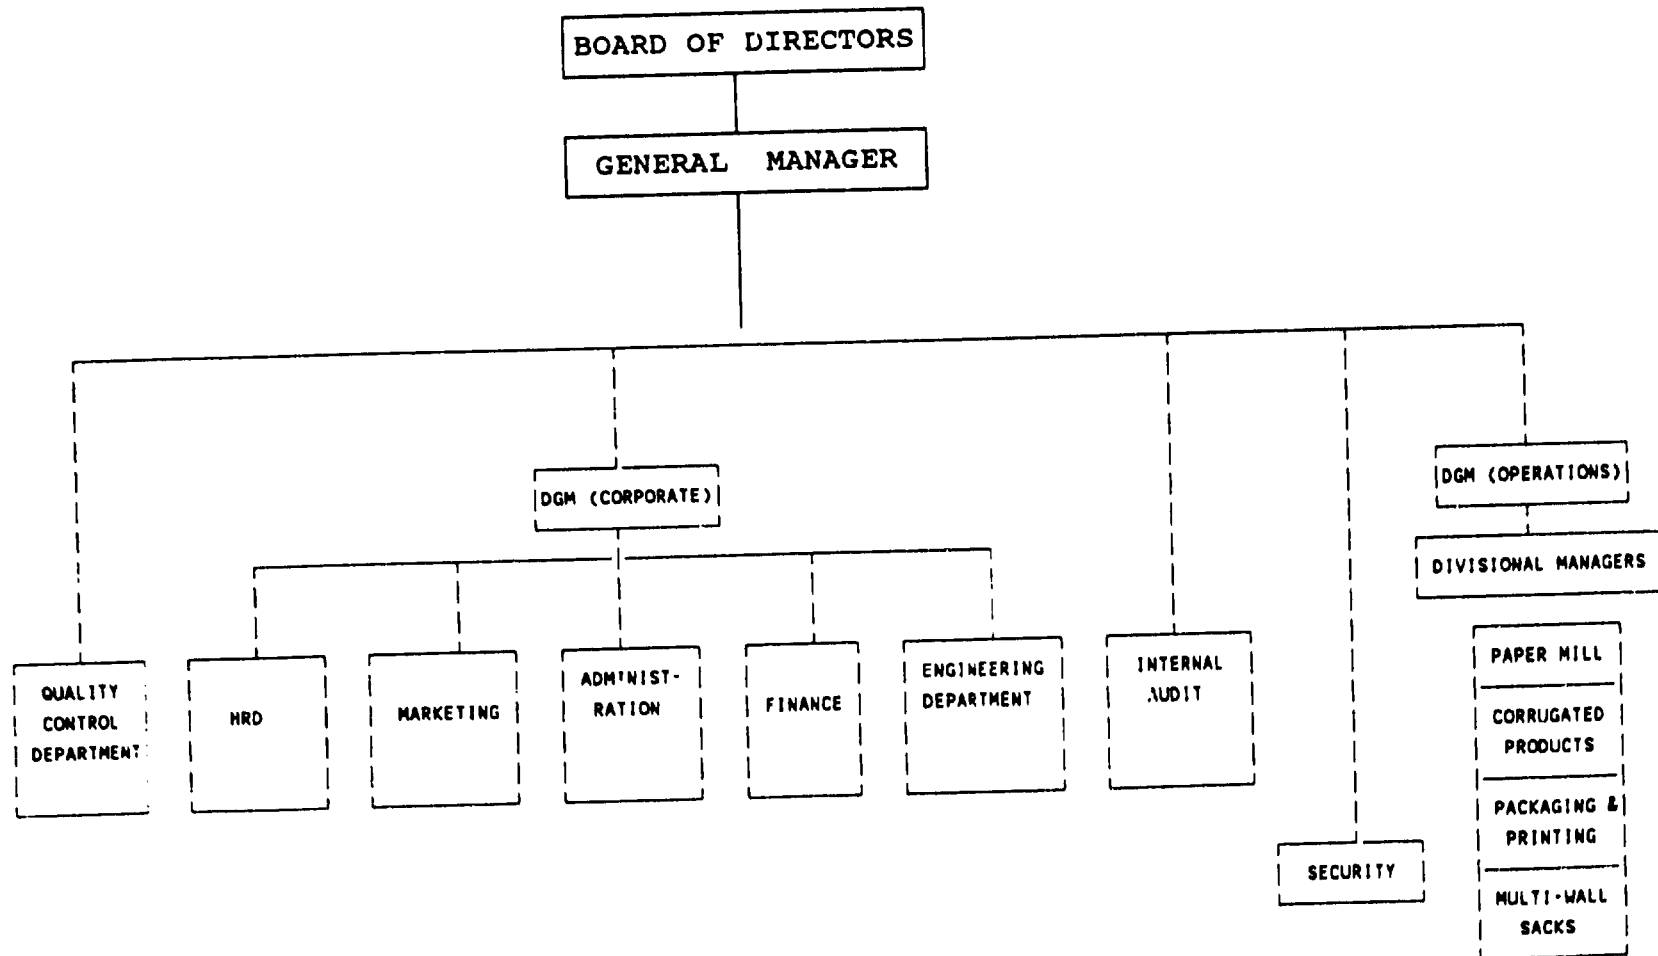 BOARD OF DIRECTORS
GENERAL MANAGER
DGM (CORPORATE)
DGM (OPERATIONS)
DIVISIONAL MANAGERS
QUALITY
CONTROL
DEPARTMENT
HRD
MARKETING
ADMINIST-
RATION
FINANCE
ENGINEERING
DEPARTMENT
INTERNAL
AUDIT
SECURITY
PAPER MILL
CORRUGATED
PRODUCTS
PACKAGING &
PRINTING
MULTI-WALL
SACKS